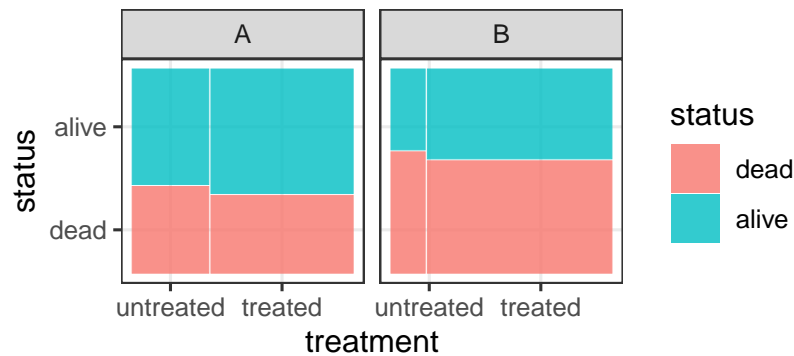 A
B
status
alive
dead
untreated
treated
untreated
treated
treatment
status
dead
alive